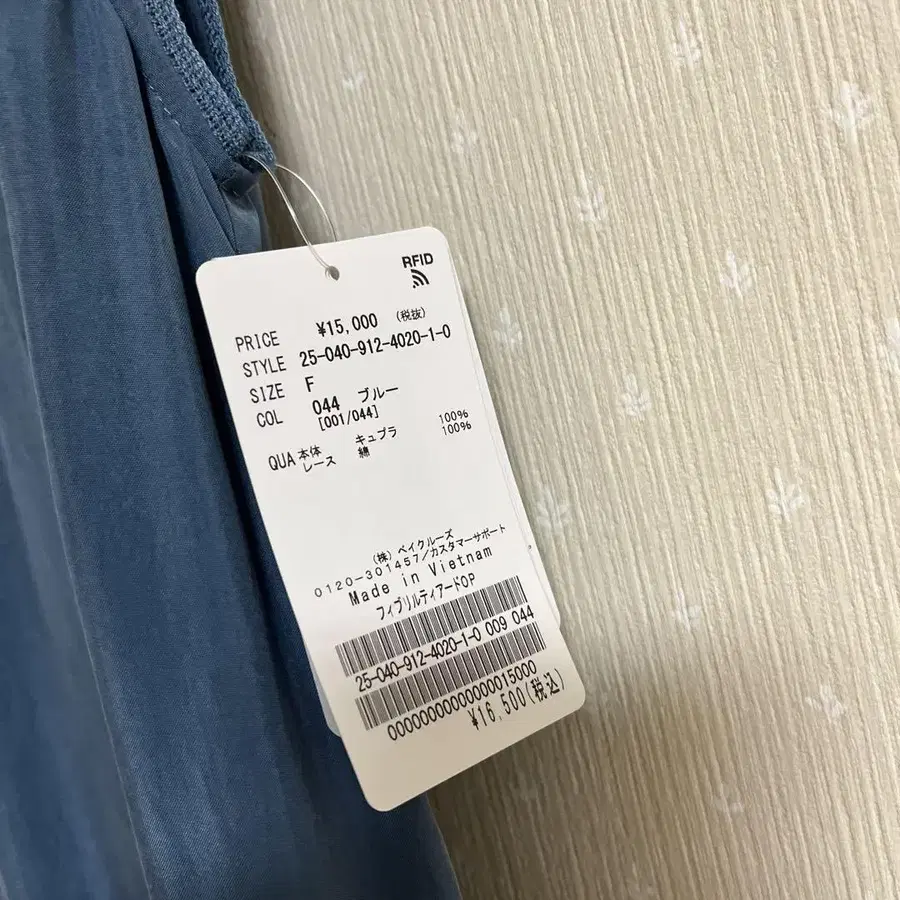 RFID
PRICE ¥15,000 (税抜)
STYLE 25-040-912-4020-1-0
SIZE F
COL 044 ブルー
[001/044]
QUA 本体 キュプラ 100%
レース 綿 100%
(株)ベイクルーズ
0120-301457/カスタマーサポート
Made in Vietnam
フィブリルティアードOP
25-040-912-4020-1-0 009 044
0000000000000015000
¥16,500(税込)